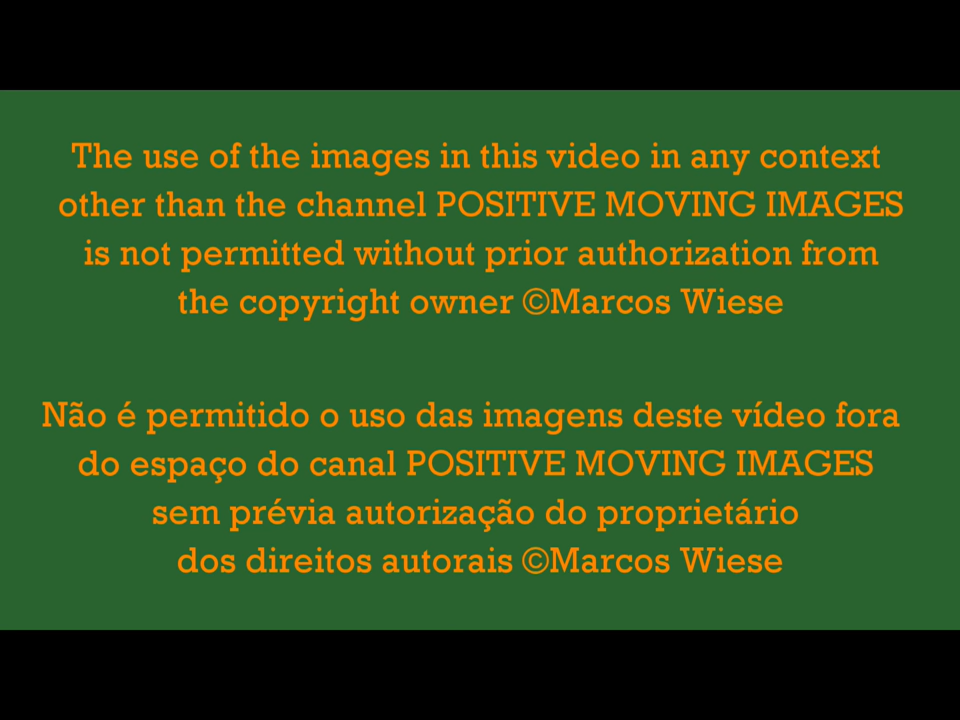 The use of the images in this video in any context
other than the channel POSITIVE MOVING IMAGES
is not permitted without prior authorization from
the copyright owner ©Marcos Wiese
Não é permitido o uso das imagens deste vídeo fora
do espaço do canal POSITIVE MOVING IMAGES
sem prévia autorização do proprietário
dos direitos autorais ©Marcos Wiese